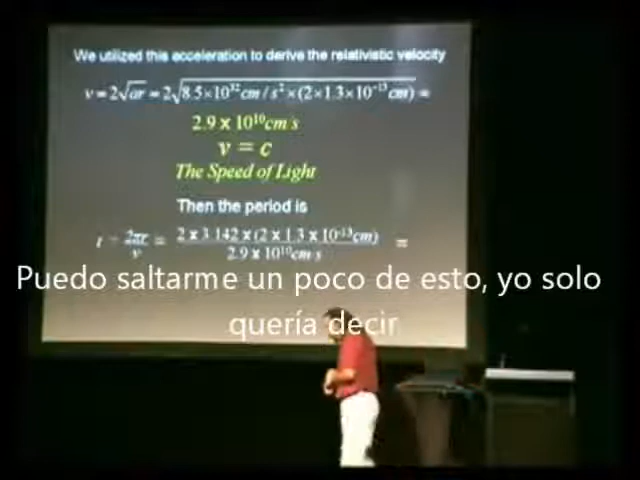 We utilized this acceleration to derive the relativistic velocity
v = 2√ar = 2√8.5×10³²cm/s²×(2×1.3×10⁻¹³cm) =
2.9 x 10¹⁰cm/s
v = c
The Speed of Light
Then the period is
t = 2πr/v = 2 x 3.142 x (2 x 1.3 x 10⁻¹³cm) / 2.9 x 10¹⁰cm/s =
Puedo saltarme un poco de esto, yo solo
quería decir